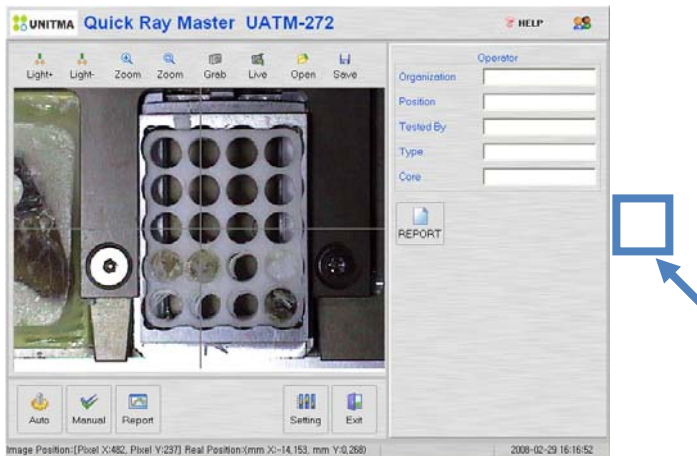 UNITMA Quick Ray Master UATM-272 HELP
Light+ Light- Zoom Zoom Grab Live Open Save
Operator
Organization
Position
Tested By
Type
Core
REPORT
Auto Manual Report Setting Exit
Image Position:[Pixel X:482, Pixel Y:237] Real Position:(mm X:-14,153, mm Y:0,268) 2008-02-29 16:16:52